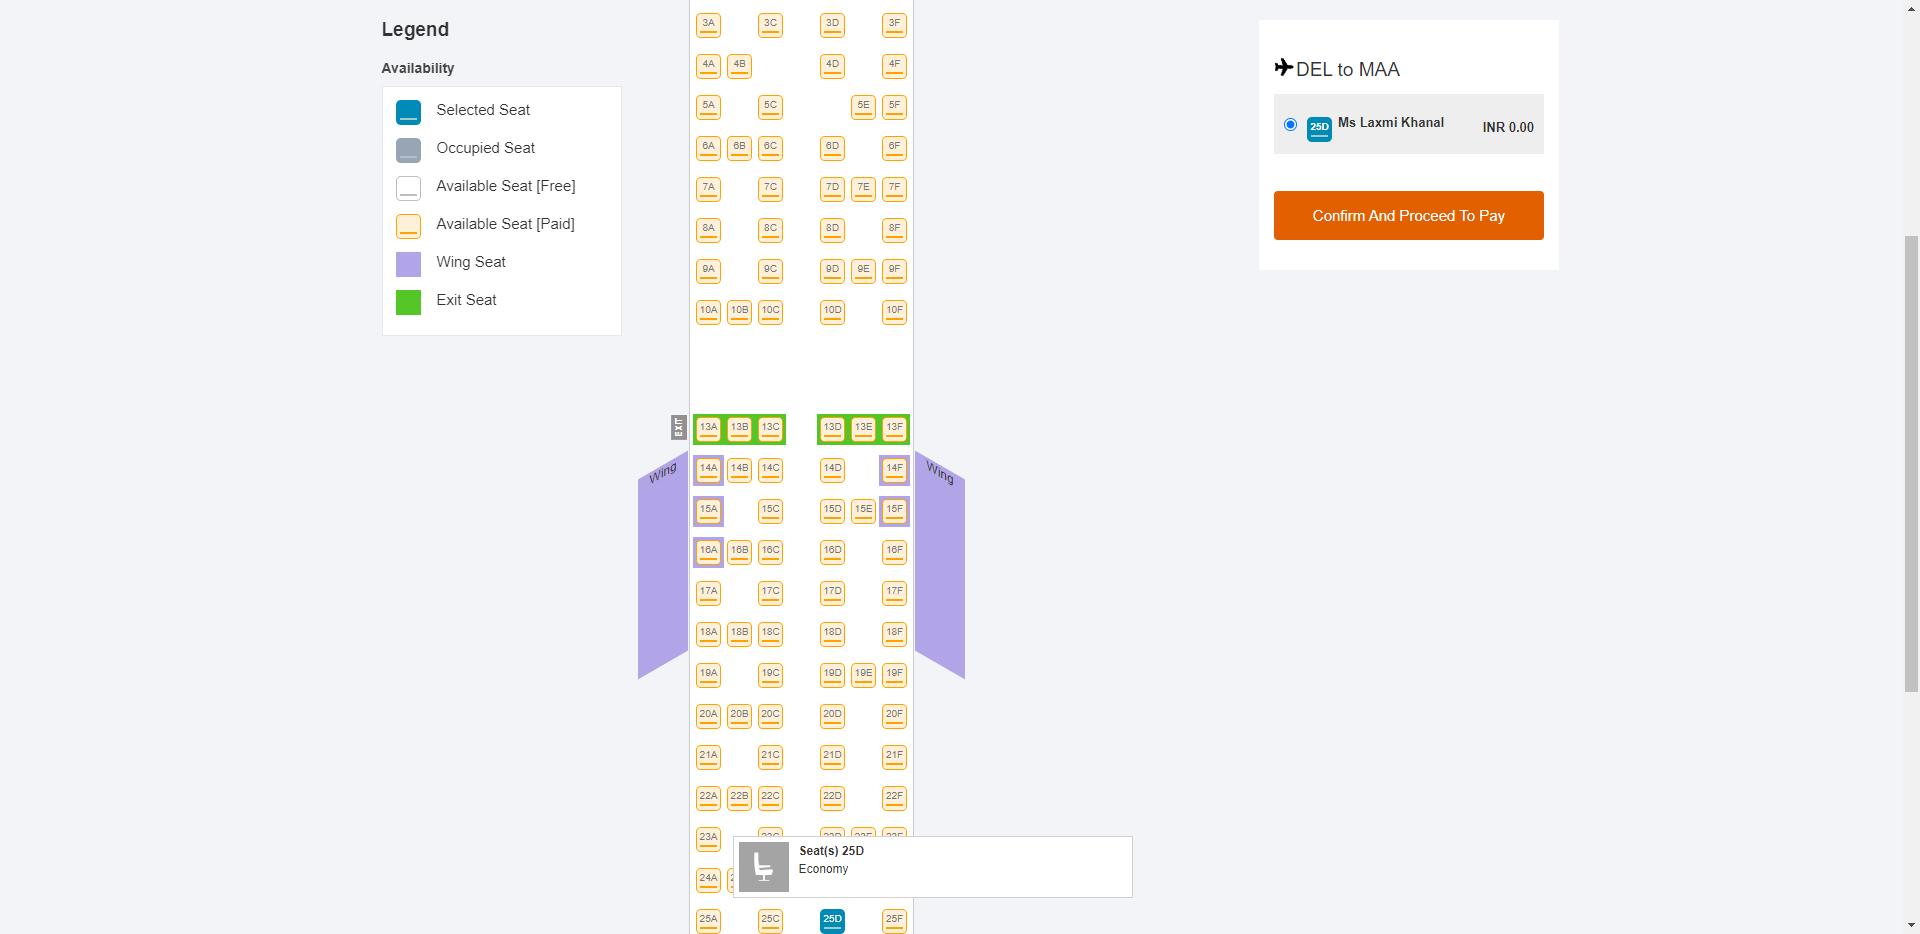 Legend
Availability
Selected Seat
Occupied Seat
Available Seat [Free]
Available Seat [Paid]
Wing Seat
Exit Seat
3A 3C 3D 3F
4A 4B 4D 4F
5A 5C 5E 5F
6A 6B 6C 6D 6F
7A 7C 7D 7E 7F
8A 8C 8D 8F
9A 9C 9D 9E 9F
10A 10B 10C 10D 10F
EXIT 13A 13B 13C 13D 13E 13F
Wing 14A 14B 14C 14D 14F Wing
15A 15C 15D 15E 15F
16A 16B 16C 16D 16F
17A 17C 17D 17F
18A 18B 18C 18D 18F
19A 19C 19D 19E 19F
20A 20B 20C 20D 20F
21A 21C 21D 21F
22A 22B 22C 22D 22F
23A
24A
Seat(s) 25D
Economy
25A 25C 25D 25F
DEL to MAA
25D Ms Laxmi Khanal INR 0.00
Confirm And Proceed To Pay